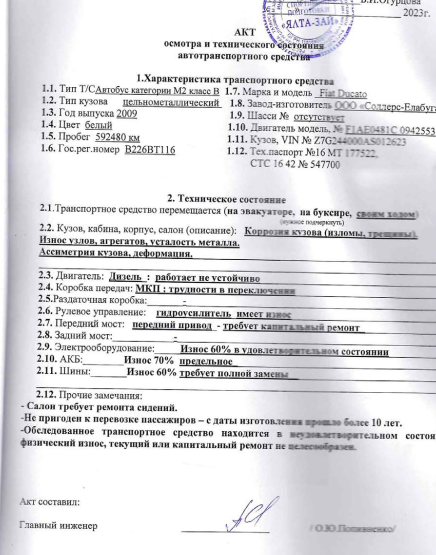 В.И.Огурцова
2023г.
«ЯЛТА-ЗАЙ»
АКТ
осмотра и технического состояния
автотранспортного средства
1.Характеристика транспортного средства
1.1. Тип Т/С Автобус категории М2 класс В 1.7. Марка и модель Fiat Ducato
1.2. Тип кузова цельнометаллический 1.8. Завод-изготовитель ООО «Соллерс-Елабуга
1.3. Год выпуска 2009 1.9. Шасси № отсутствует
1.4. Цвет белый 1.10. Двигатель модель, № F1AE0481C 0942553
1.5. Пробег 592480 км 1.11. Кузов, VIN № Z7G244000AS012623
1.6. Гос.рег.номер В226ВТ116 1.12. Тех.паспорт №16 МТ 177522,
СТС 16 42 № 547700
2. Техническое состояние
2.1.Транспортное средство перемещается (на эвакуаторе, на буксире, своим ходом)
(нужное подчеркнуть)
2.2. Кузов, кабина, корпус, салон (описание): Коррозия кузова (изломы, трещины).
Износ узлов, агрегатов, усталость металла.
Ассиметрия кузова, деформация.
2.3. Двигатель: Дизель : работает не устойчиво
2.4. Коробка передач: МКП : трудности в переключении
2.5.Раздаточная коробка: -
2.6. Рулевое управление: гидроусилитель имеет износ
2.7. Передний мост: передний привод - требует капитальный ремонт
2.8. Задний мост: -
2.9. Электрооборудование: Износ 60% в удовлетворительном состоянии
2.10. АКБ: Износ 70% предельное
2.11. Шины: Износ 60% требует полной замены
2.12. Прочие замечания:
- Салон требует ремонта сидений.
-Не пригоден к перевозке пассажиров – с даты изготовления прошло более 10 лет.
-Обследованное транспортное средство находится в неудовлетворительном состоя
физический износ, текущий или капитальный ремонт не целесообразен.
Акт составил:
Главный инженер / О.Ю.Попивненко/